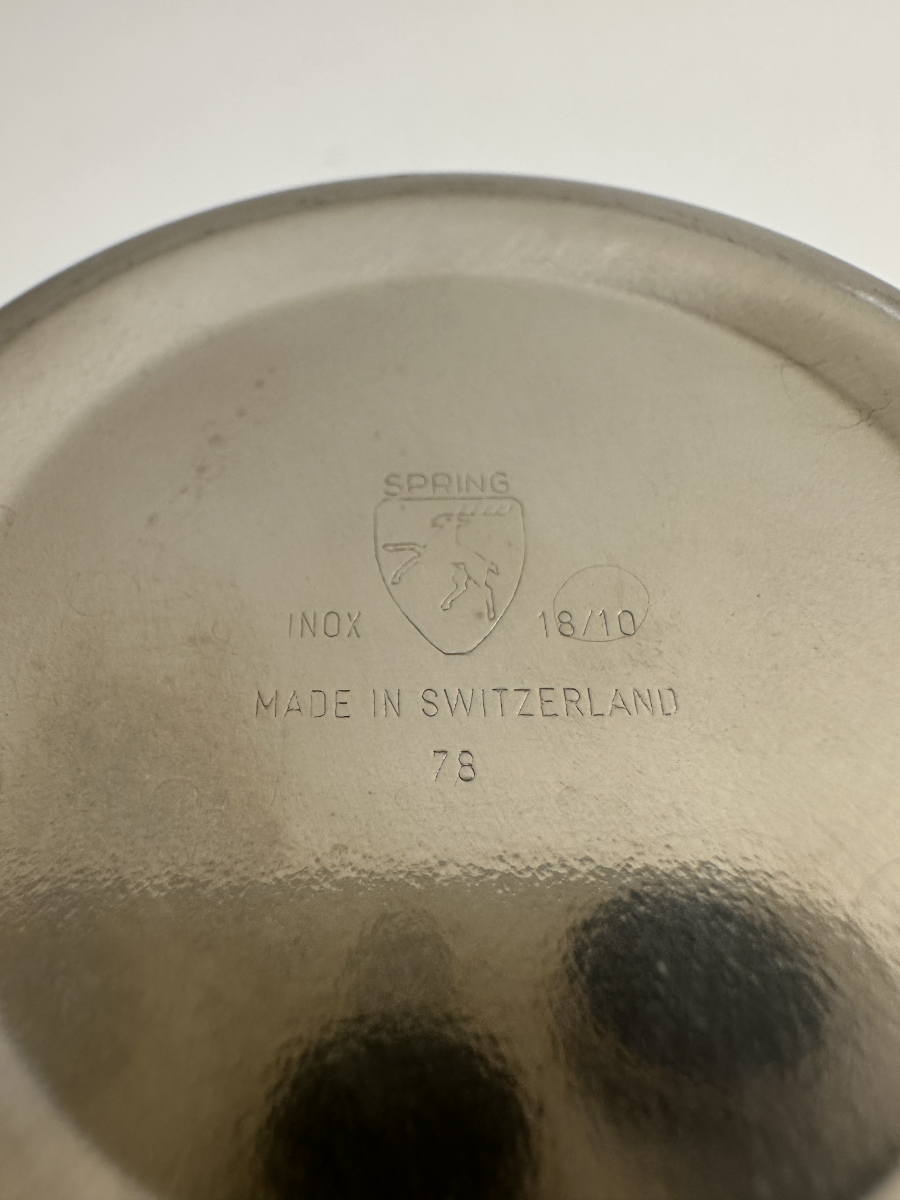 SPRING
INOX 18/10
MADE IN SWITZERLAND
78